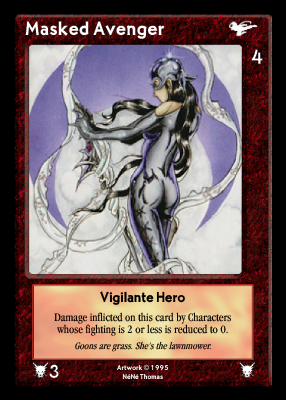 Masked Avenger
4
Vigilante Hero
Damage inflicted on this card by Characters
whose fighting is 2 or less is reduced to 0.
Goons are grass. She's the lawnmower.
3
Artwork © 1995
NéNé Thomas